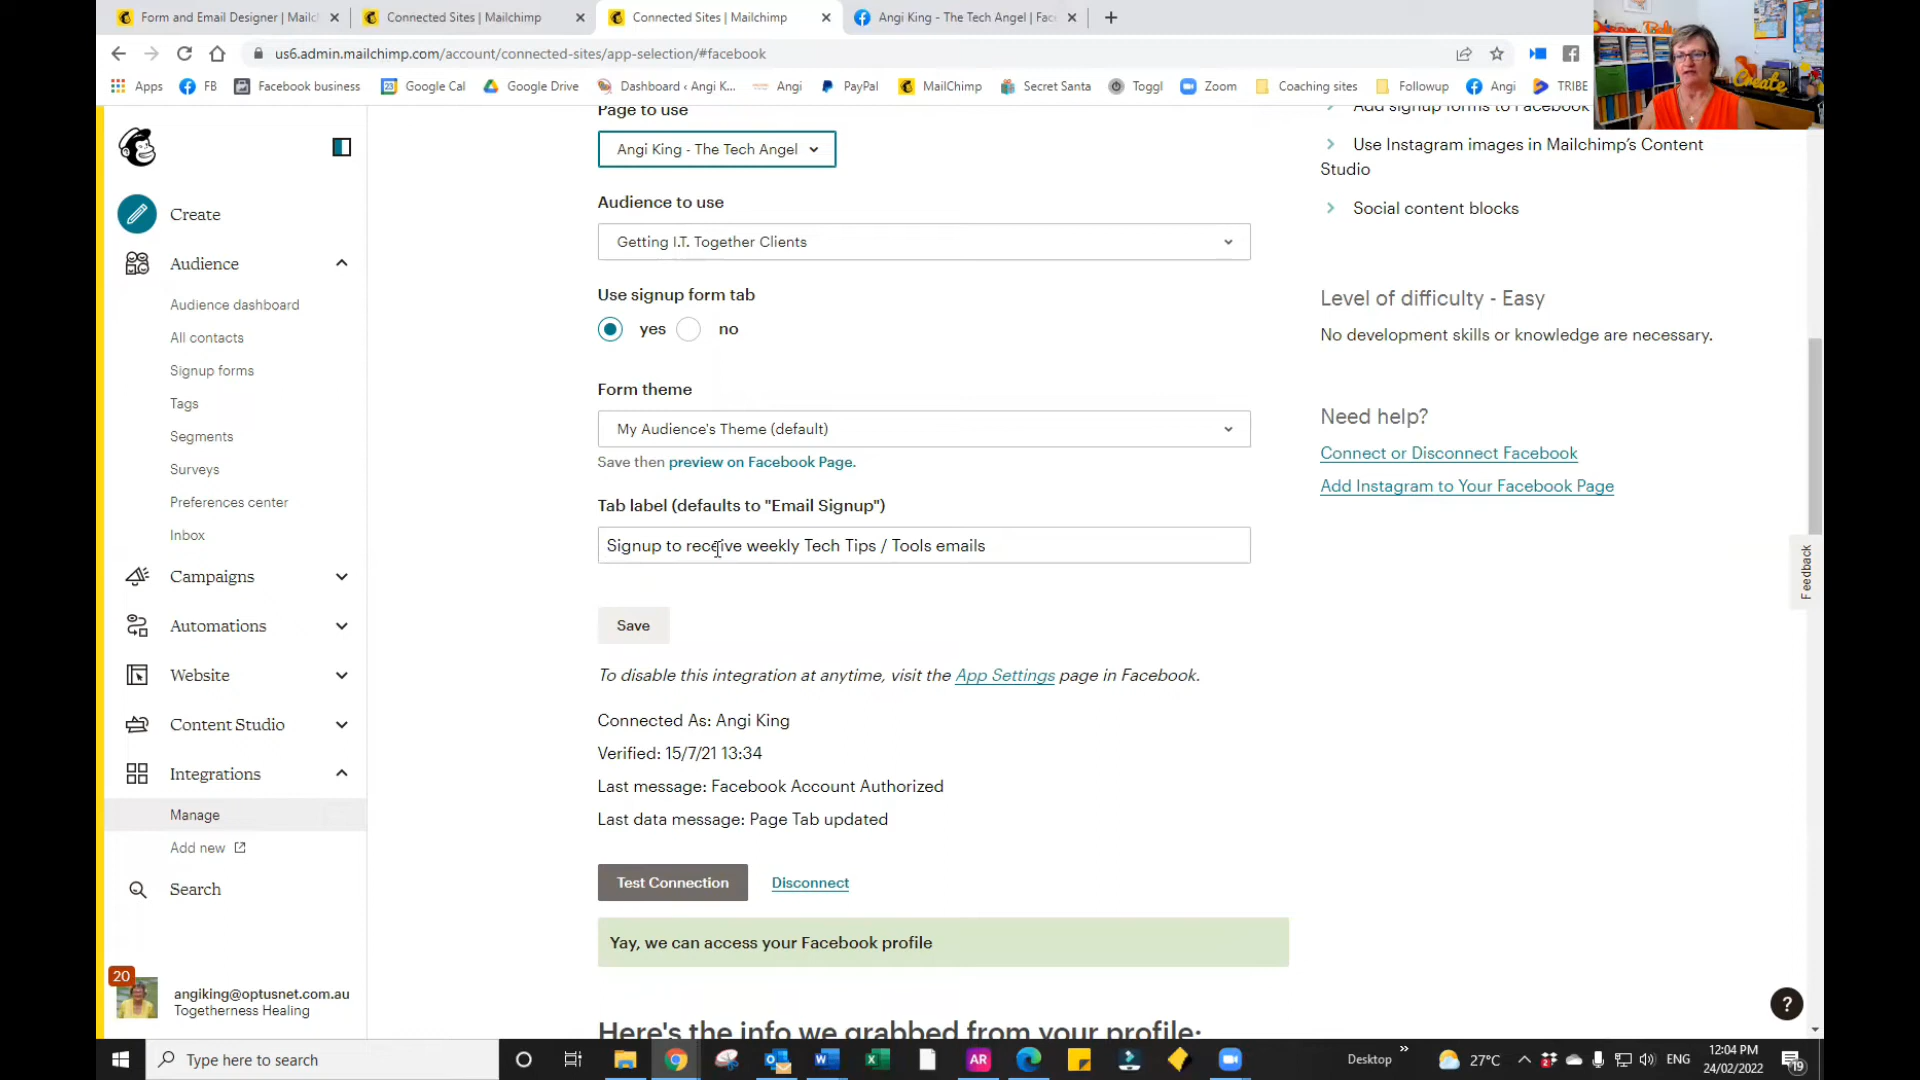 Form and Email Designer | Mailc
Connected Sites | Mailchimp
Connected Sites | Mailchimp
Angi King - The Tech Angel | Fac
us6.admin.mailchimp.com/account/connected-sites/app-selection/#facebook
Apps
FB
Facebook business
Google Cal
Google Drive
Dashboard ‹ Angi K...
Angi
PayPal
MailChimp
Secret Santa
Toggl
Zoom
Coaching sites
Followup
Angi
TRIBE
Create
Page to use
Angi King - The Tech Angel
Audience to use
Getting I.T. Together Clients
Use signup form tab
yes
no
Form theme
My Audience's Theme (default)
Save then preview on Facebook Page.
Tab label (defaults to "Email Signup")
Signup to receive weekly Tech Tips / Tools emails
Save
To disable this integration at anytime, visit the App Settings page in Facebook.
Connected As: Angi King
Verified: 15/7/21 13:34
Last message: Facebook Account Authorized
Last data message: Page Tab updated
Test Connection
Disconnect
Yay, we can access your Facebook profile
Here's the info we grabbed from your profile:
Add signup forms to Facebook
Use Instagram images in Mailchimp's Content
Studio
Social content blocks
Level of difficulty - Easy
No development skills or knowledge are necessary.
Need help?
Connect or Disconnect Facebook
Add Instagram to Your Facebook Page
Feedback
?
Create
Audience
Audience dashboard
All contacts
Signup forms
Tags
Segments
Surveys
Preferences center
Inbox
Campaigns
Automations
Website
Content Studio
Integrations
Manage
Add new
Search
20
angiking@optusnet.com.au
Togetherness Healing
Type here to search
AR
Desktop
27°C
ENG
12:04 PM
24/02/2022
19